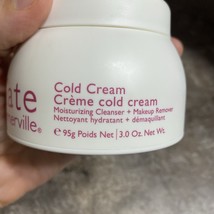 ate
erville®
Cold Cream
Crème cold cream
Moisturizing Cleanser + Makeup Remover
Nettoyant hydratant + démaquillant
℮ 95g Poids Net | 3.0 Oz. Net Wt.